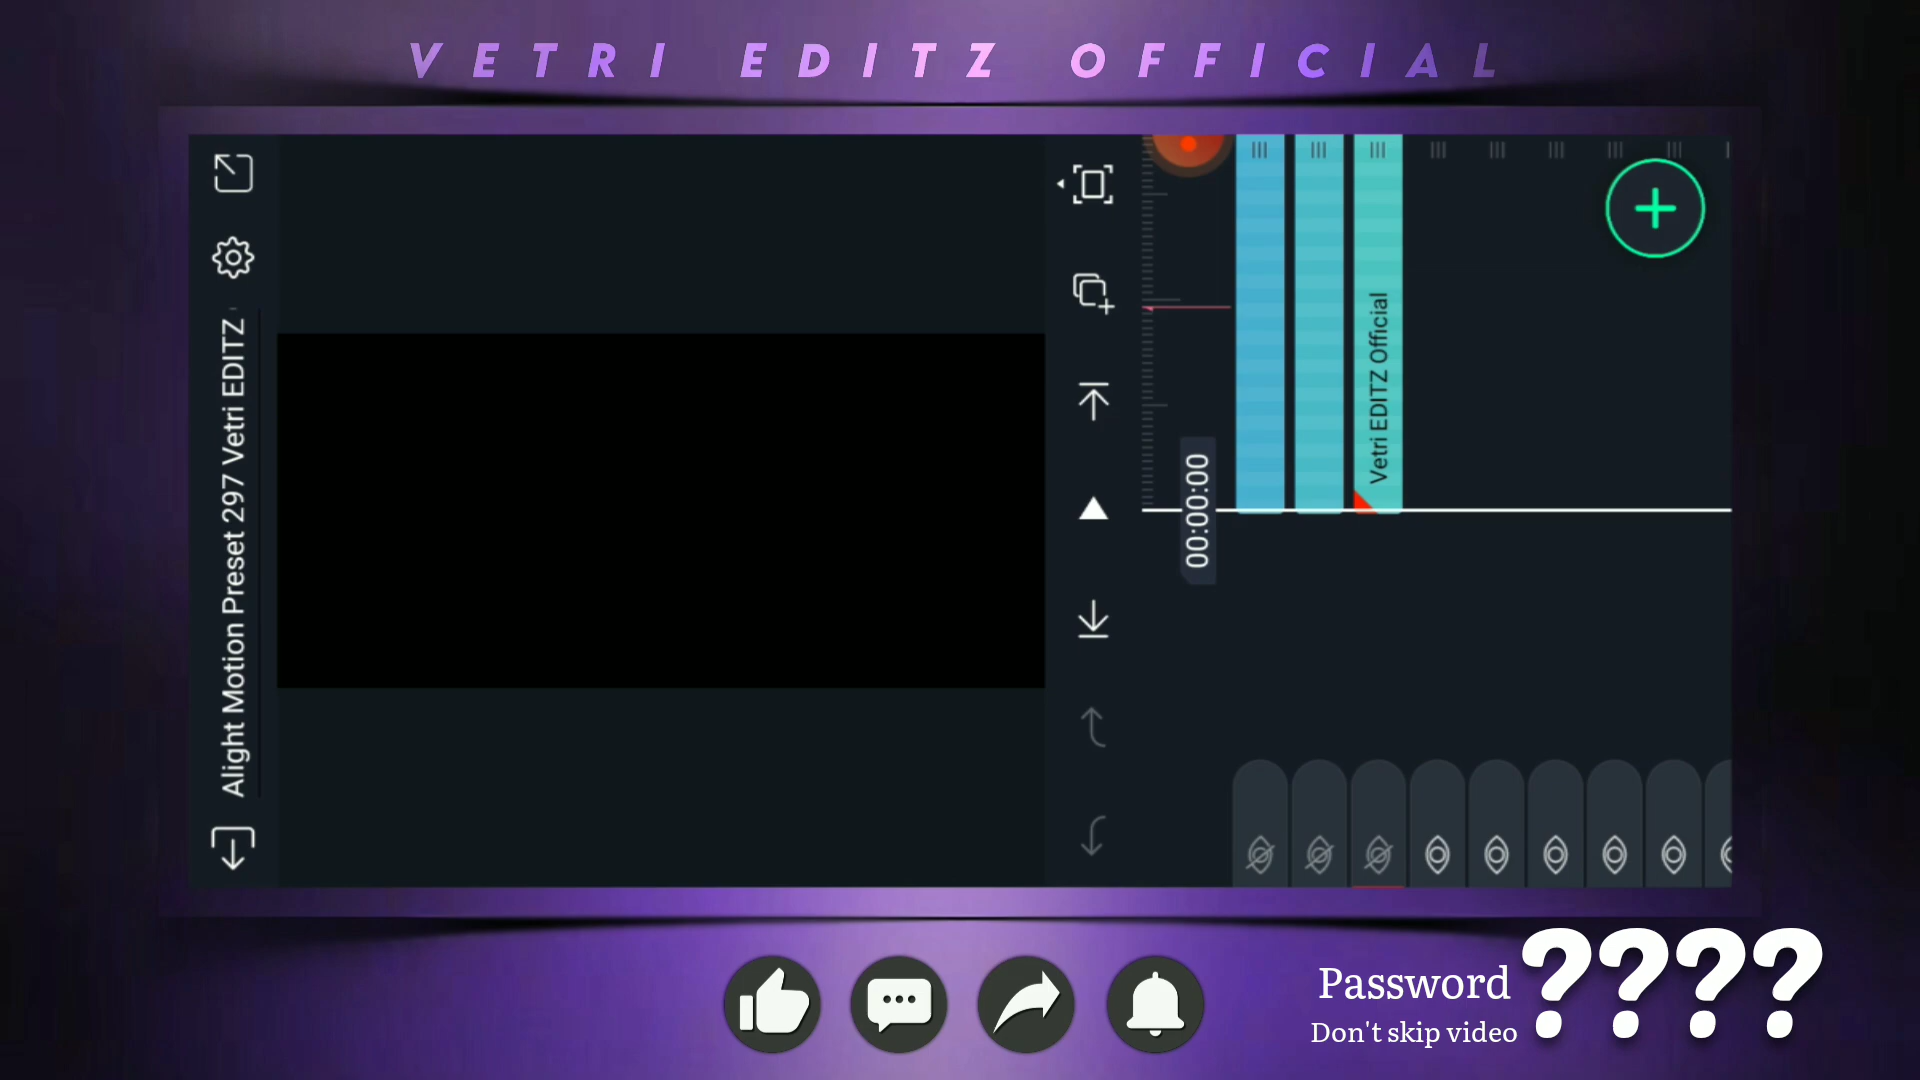 VETRI EDITZ OFFICIAL
Alight Motion Preset 297 Vetri EDITZ
00:00:00
Vetri EDITZ Official
Password ????
Don't skip video